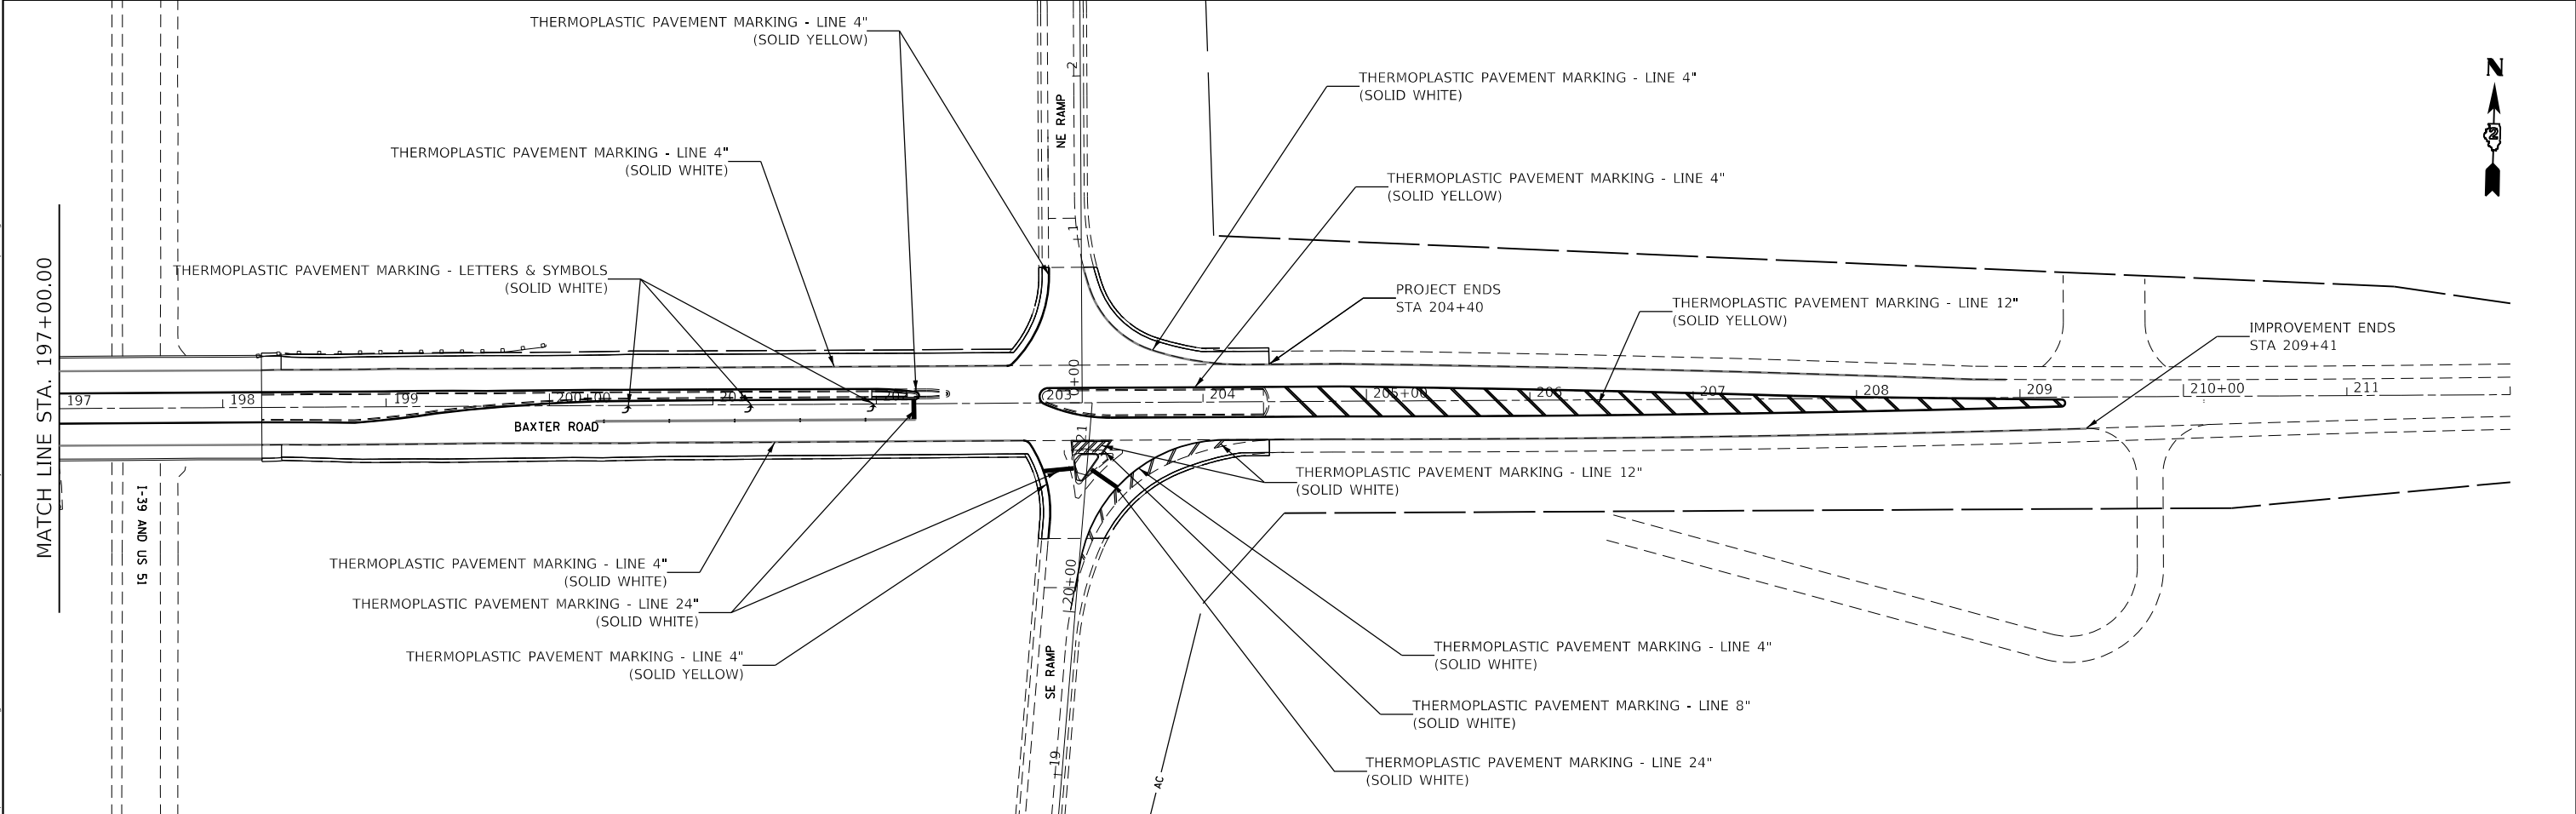 THERMOPLASTIC PAVEMENT MARKING - LINE 4"
(SOLID YELLOW)
THERMOPLASTIC PAVEMENT MARKING - LINE 4"
(SOLID WHITE)
THERMOPLASTIC PAVEMENT MARKING - LETTERS & SYMBOLS
(SOLID WHITE)
NE RAMP
2
1
THERMOPLASTIC PAVEMENT MARKING - LINE 4"
(SOLID WHITE)
THERMOPLASTIC PAVEMENT MARKING - LINE 4"
(SOLID YELLOW)
PROJECT ENDS
STA 204+40
THERMOPLASTIC PAVEMENT MARKING - LINE 12"
(SOLID YELLOW)
IMPROVEMENT ENDS
STA 209+41
N
2
MATCH LINE STA. 197+00.00
197
198
199
200+00
203
204
205+00
206
207
208
209
210+00
211
BAXTER ROAD
I-39 AND US 51
21
THERMOPLASTIC PAVEMENT MARKING - LINE 12"
(SOLID WHITE)
THERMOPLASTIC PAVEMENT MARKING - LINE 4"
(SOLID WHITE)
THERMOPLASTIC PAVEMENT MARKING - LINE 24"
(SOLID WHITE)
THERMOPLASTIC PAVEMENT MARKING - LINE 4"
(SOLID YELLOW)
20+00
SE RAMP
19
AC
THERMOPLASTIC PAVEMENT MARKING - LINE 4"
(SOLID WHITE)
THERMOPLASTIC PAVEMENT MARKING - LINE 8"
(SOLID WHITE)
THERMOPLASTIC PAVEMENT MARKING - LINE 24"
(SOLID WHITE)